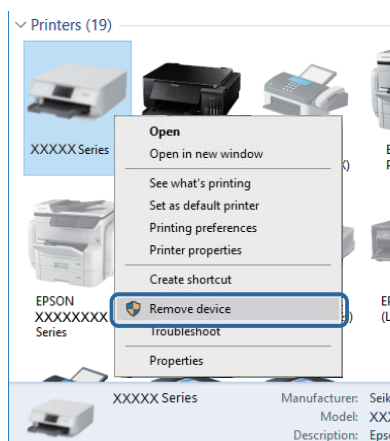 Printers (19)
XXXXX Series
Open
Open in new window
See what's printing
Set as default printer
Printing preferences
Printer properties
Create shortcut
Remove device
Troubleshoot
Properties
EPSON
XXXXXXXX
Series
XXXXX Series
Manufacturer:
Model:
Description: